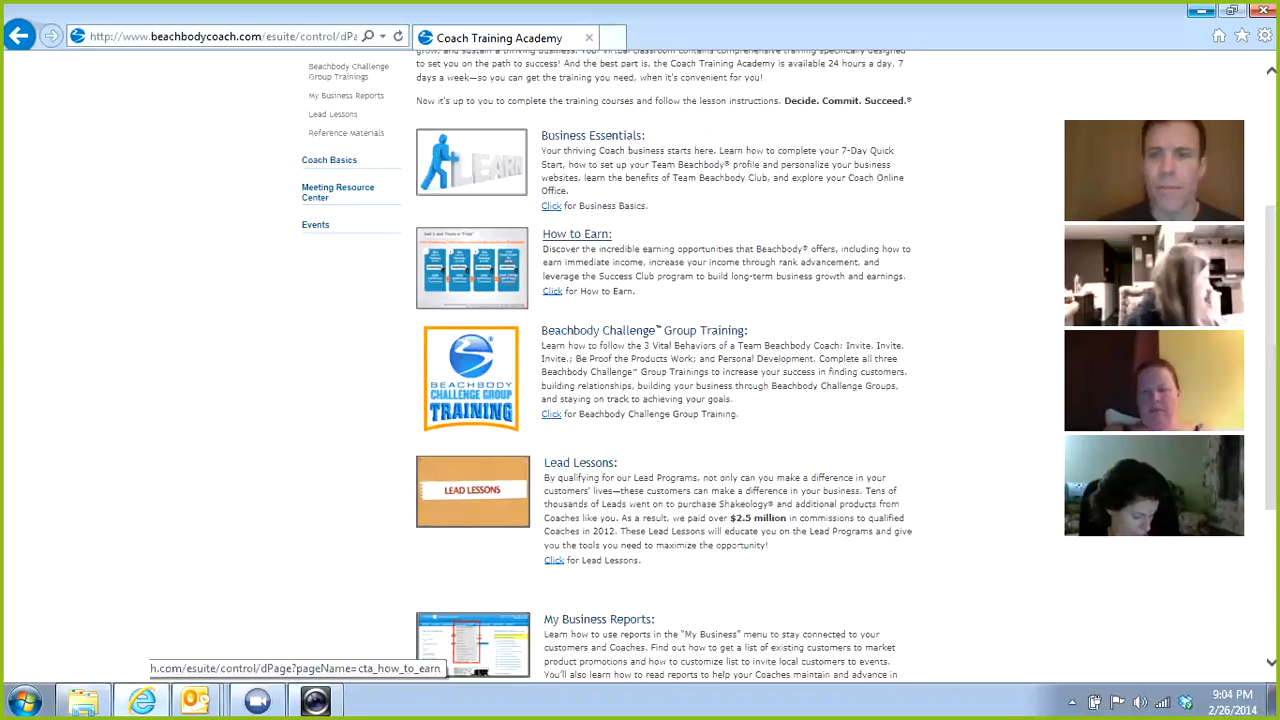 http://www.beachbodycoach.com/esuite/control/dPa
Coach Training Academy
Beachbody Challenge
Group Trainings
My Business Reports
Lead Lessons
Reference Materials
Coach Basics
Meeting Resource
Center
Events
grow, and sustain a thriving business. Your virtual classroom contains comprehensive training specifically designed
to set you on the path to success! And the best part is, the Coach Training Academy is available 24 hours a day, 7
days a week—so you can get the training you need, when it's convenient for you!
Now it's up to you to complete the training courses and follow the lesson instructions. Decide. Commit. Succeed.®
LEARN
Business Essentials:
Your thriving Coach business starts here. Learn how to complete your 7-Day Quick
Start, how to set up your Team Beachbody® profile and personalize your business
websites, learn the benefits of Team Beachbody Club, and explore your Coach Online
Office.
Click for Business Basics.
How to Earn:
Discover the incredible earning opportunities that Beachbody® offers, including how to
earn immediate income, increase your income through rank advancement, and
leverage the Success Club program to build long-term business growth and earnings.
Click for How to Earn.
BEACHBODY
CHALLENGE GROUP
TRAINING
Beachbody Challenge™ Group Training:
Learn how to follow the 3 Vital Behaviors of a Team Beachbody Coach: Invite. Invite.
Invite.; Be Proof the Products Work; and Personal Development. Complete all three
Beachbody Challenge™ Group Trainings to increase your success in finding customers.
building relationships, building your business through Beachbody Challenge Groups,
and staying on track to achieving your goals.
Click for Beachbody Challenge Group Training.
LEAD LESSONS
Lead Lessons:
By qualifying for our Lead Programs, not only can you make a difference in your
customers' lives—these customers can make a difference in your business. Tens of
thousands of Leads went on to purchase Shakeology® and additional products from
Coaches like you. As a result, we paid over $2.5 million in commissions to qualified
Coaches in 2012. These Lead Lessons will educate you on the Lead Programs and give
you the tools you need to maximize the opportunity!
Click for Lead Lessons.
My Business Reports:
Learn how to use reports in the "My Business" menu to stay connected to your
customers and Coaches. Find out how to get a list of existing customers to market
product promotions and how to customize list to invite local customers to events.
You'll also learn how to read reports to help your Coaches maintain and advance in
h.com/esuite/control/dPage?pageName=cta_how_to_earn
9:04 PM
2/26/2014